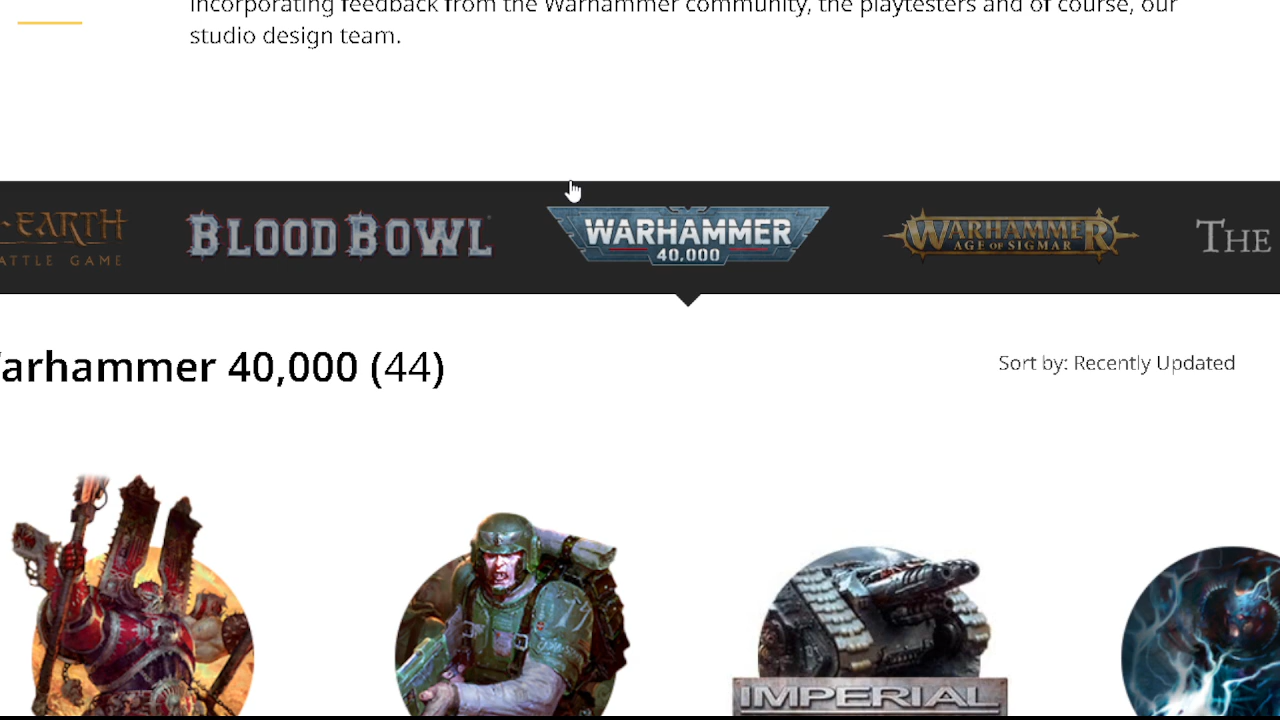 incorporating feedback from the Warhammer community, the playtesters and of course, our
studio design team.
-EARTH
ATTLE GAME
BLOOD BOWL
WARHAMMER
40,000
WARHAMMER
AGE OF SIGMAR
THE
arhammer 40,000 (44)
Sort by: Recently Updated
IMPERIAL